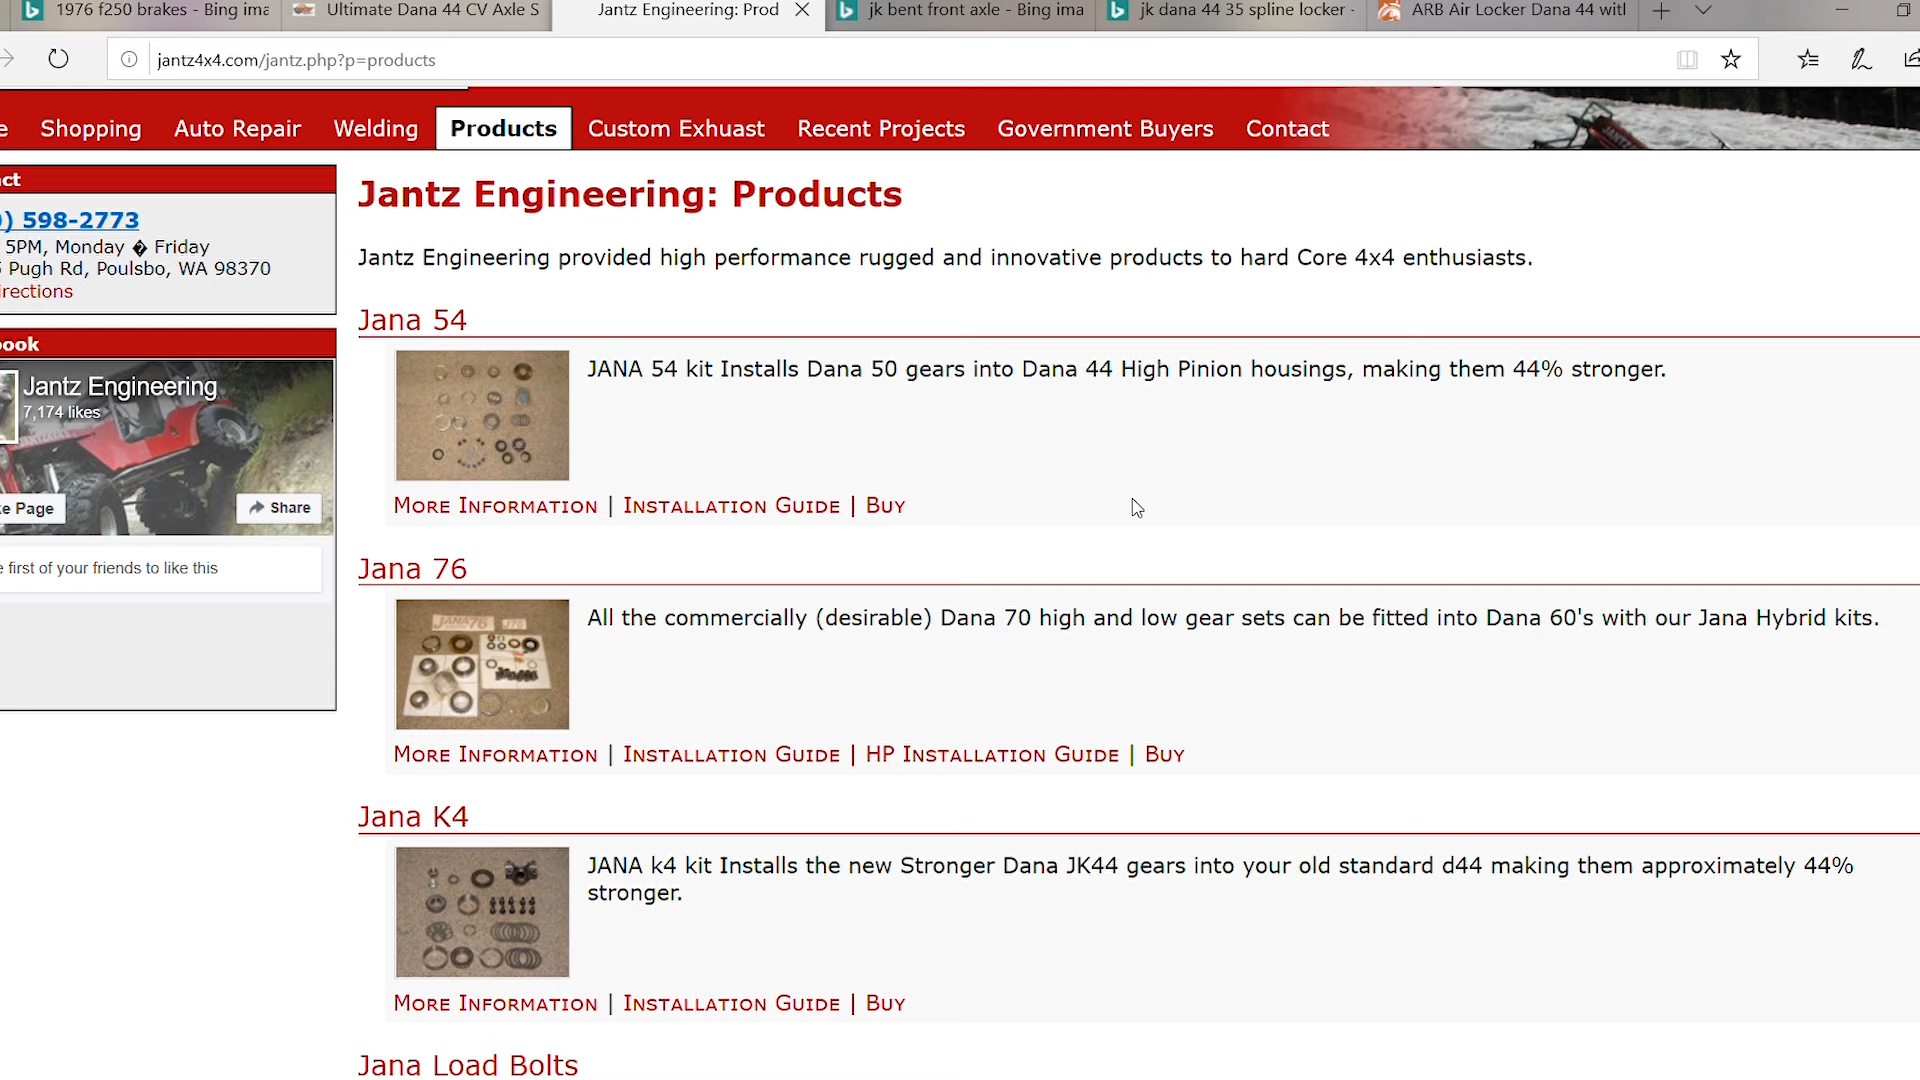 1976 f250 brakes - Bing ima
Ultimate Dana 44 CV Axle S
Jantz Engineering: Prod
jk bent front axle - Bing ima
jk dana 44 35 spline locker -
ARB Air Locker Dana 44 witl
jantz4x4.com/jantz.php?p=products
e Shopping Auto Repair Welding Products Custom Exhuast Recent Projects Government Buyers Contact
act
) 598-2773
5PM, Monday � Friday
Pugh Rd, Poulsbo, WA 98370
irections
ook
Jantz Engineering
7,174 likes
e Page
Share
e first of your friends to like this
Jantz Engineering: Products
Jantz Engineering provided high performance rugged and innovative products to hard Core 4x4 enthusiasts.
Jana 54
JANA 54 kit Installs Dana 50 gears into Dana 44 High Pinion housings, making them 44% stronger.
More Information | Installation Guide | Buy
Jana 76
JANA76 J76
All the commercially (desirable) Dana 70 high and low gear sets can be fitted into Dana 60's with our Jana Hybrid kits.
More Information | Installation Guide | HP Installation Guide | Buy
Jana K4
JANA k4 kit Installs the new Stronger Dana JK44 gears into your old standard d44 making them approximately 44%
stronger.
More Information | Installation Guide | Buy
Jana Load Bolts